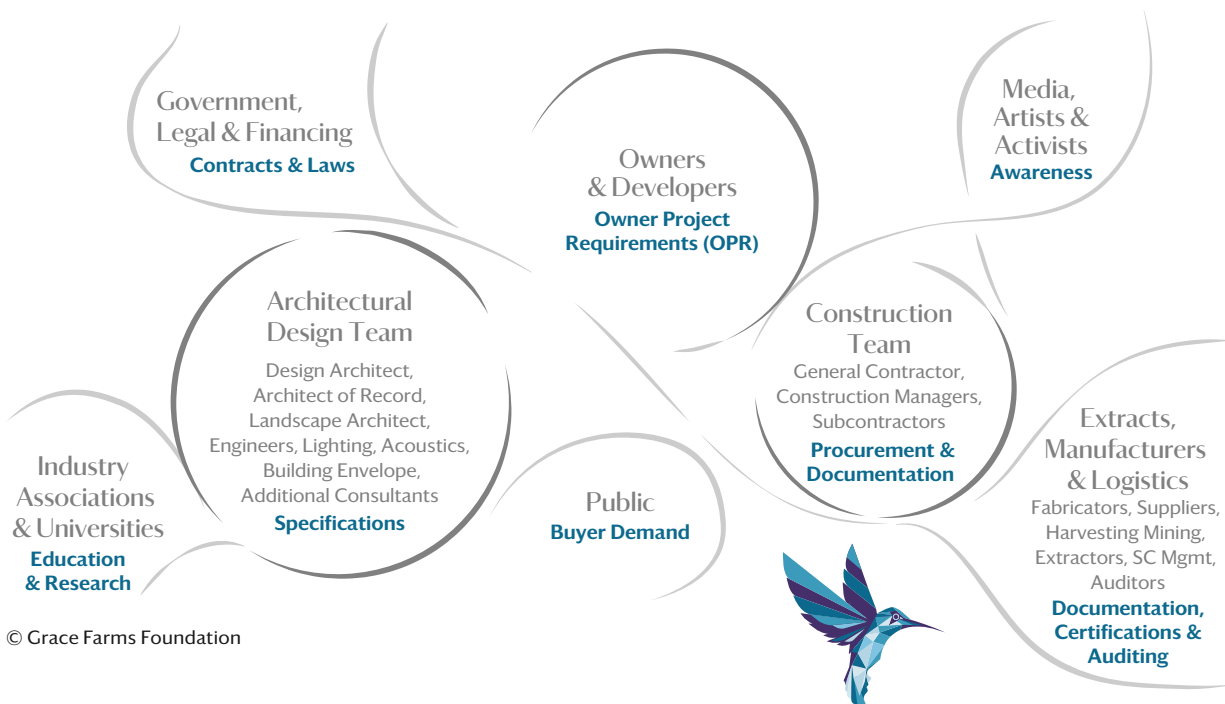 Government,
Legal & Financing
Contracts & Laws
Owners
& Developers
Owner Project
Requirements (OPR)
Media,
Artists &
Activists
Awareness
Architectural
Design Team
Design Architect,
Architect of Record,
Landscape Architect,
Engineers, Lighting, Acoustics,
Building Envelope,
Additional Consultants
Specifications
Construction
Team
General Contractor,
Construction Managers,
Subcontractors
Procurement &
Documentation
Industry
Associations
& Universities
Education
& Research
Public
Buyer Demand
Extracts,
Manufacturers
& Logistics
Fabricators, Suppliers,
Harvesting Mining,
Extractors, SC Mgmt,
Auditors
Documentation,
Certifications &
Auditing
© Grace Farms Foundation